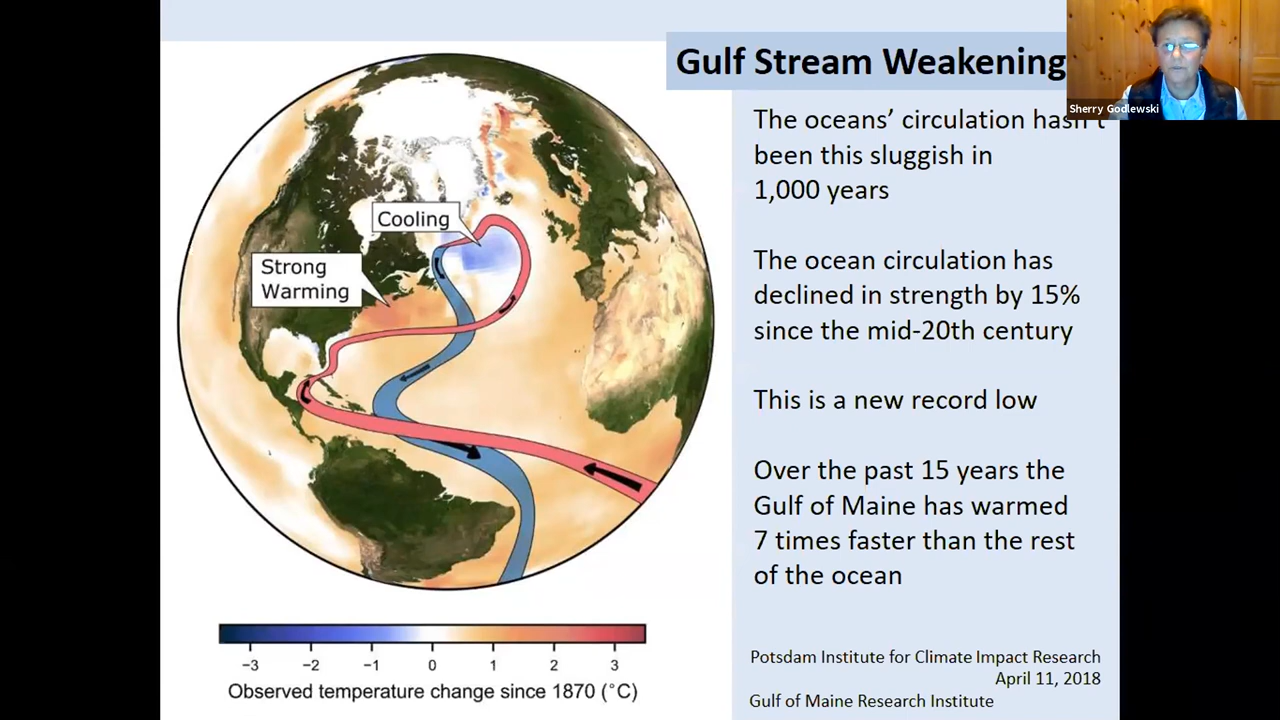 Gulf Stream Weakening
Sherry Godlewski
The oceans' circulation hasn't
been this sluggish in
1,000 years
The ocean circulation has
declined in strength by 15%
since the mid-20th century
This is a new record low
Over the past 15 years the
Gulf of Maine has warmed
7 times faster than the rest
of the ocean
Potsdam Institute for Climate Impact Research
April 11, 2018
Gulf of Maine Research Institute
Cooling
Strong
Warming
−3 −2 −1 0 1 2 3
Observed temperature change since 1870 (°C)